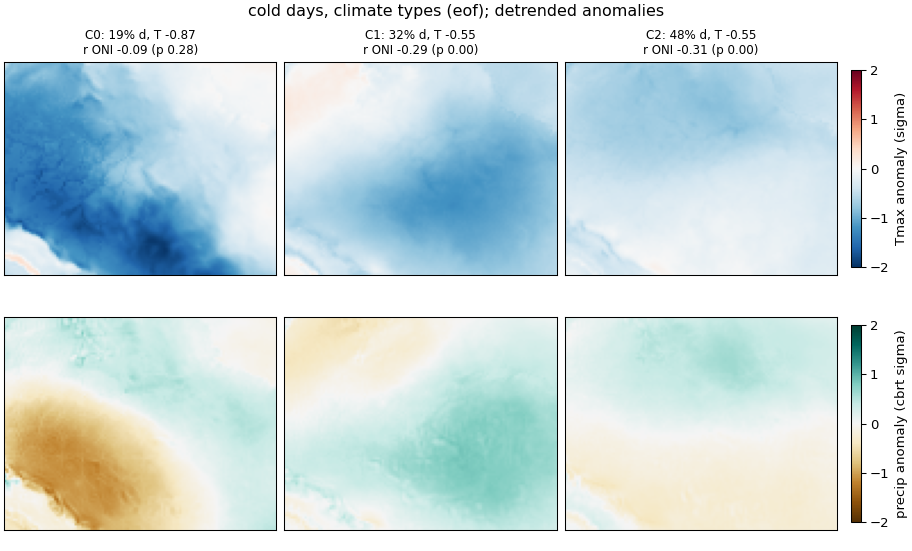 cold days, climate types (eof); detrended anomalies
C0: 19% d, T -0.87
r ONI -0.09 (p 0.28)
C1: 32% d, T -0.55
r ONI -0.29 (p 0.00)
C2: 48% d, T -0.55
r ONI -0.31 (p 0.00)
2
1
0
−1
−2
Tmax anomaly (sigma)
2
1
0
−1
−2
precip anomaly (cbrt sigma)